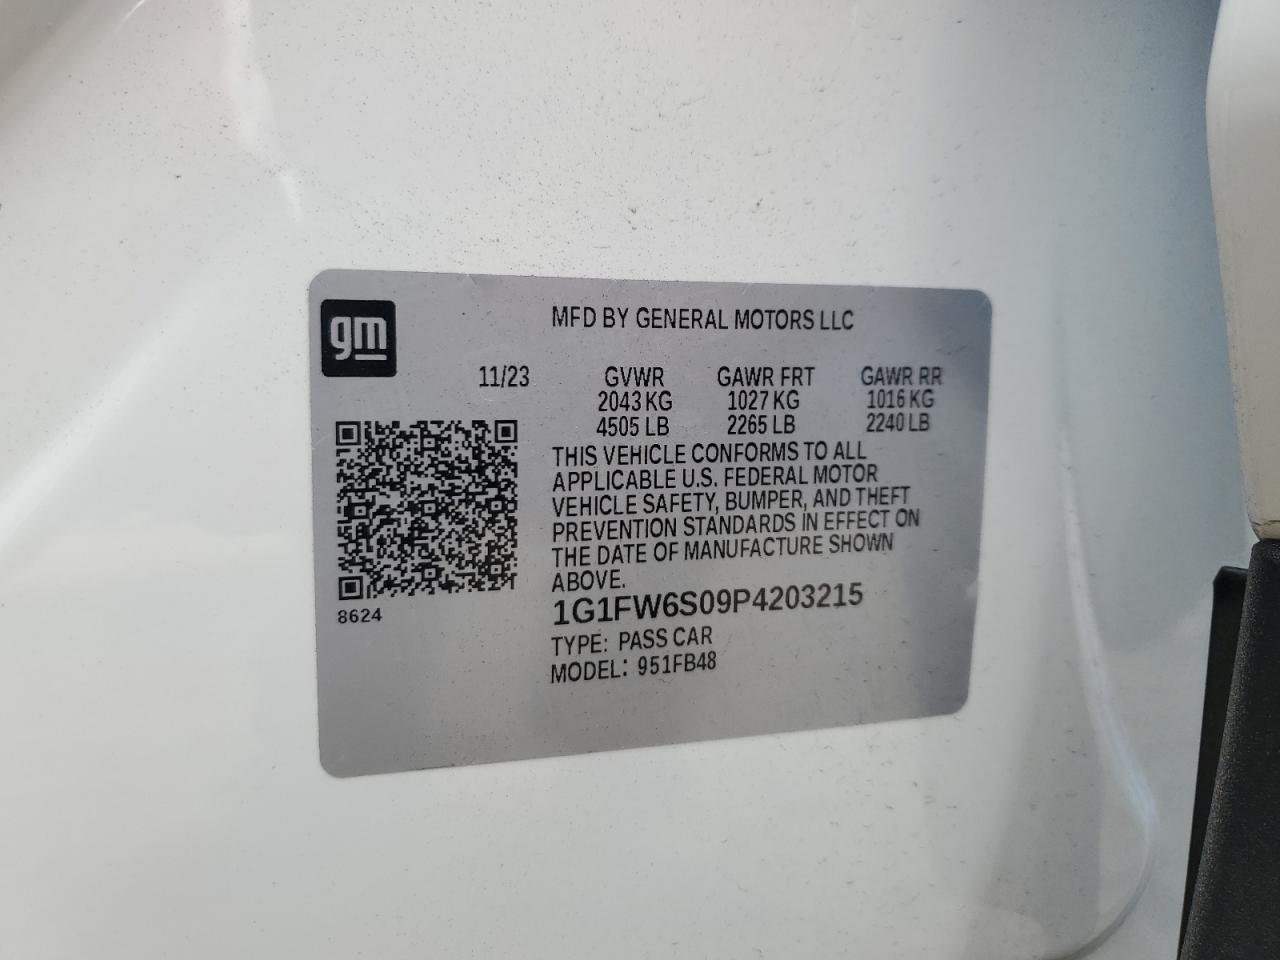 gm
MFD BY GENERAL MOTORS LLC
11/23 GVWR GAWR FRT GAWR RR
2043 KG 1027 KG 1016 KG
4505 LB 2265 LB 2240 LB
THIS VEHICLE CONFORMS TO ALL
APPLICABLE U.S. FEDERAL MOTOR
VEHICLE SAFETY, BUMPER, AND THEFT
PREVENTION STANDARDS IN EFFECT ON
THE DATE OF MANUFACTURE SHOWN
ABOVE.
8624
1G1FW6S09P4203215
TYPE: PASS CAR
MODEL: 951FB48